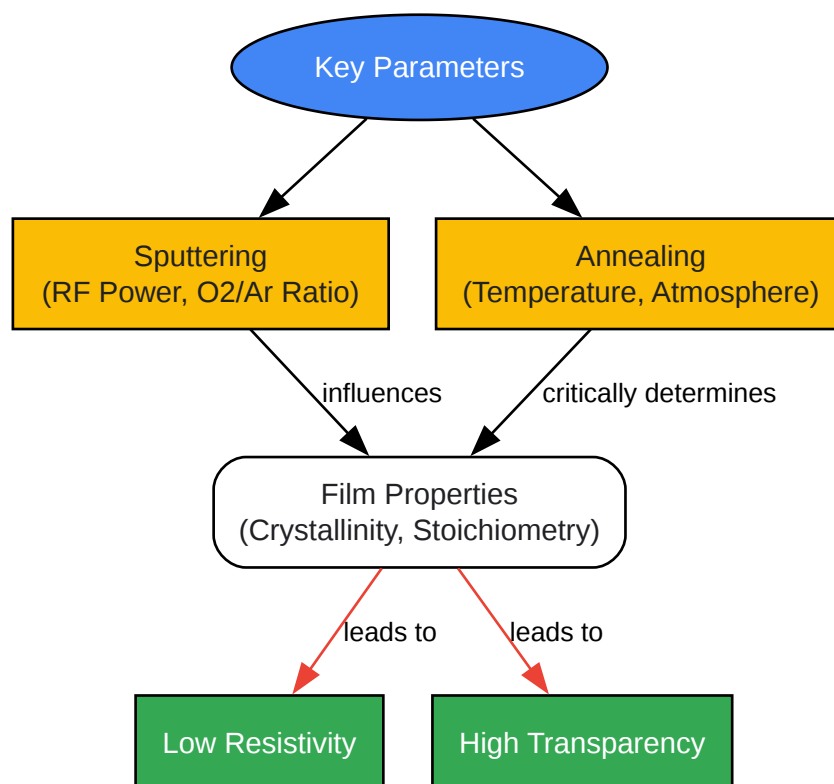 Key Parameters
Sputtering
(RF Power, O2/Ar Ratio)
Annealing
(Temperature, Atmosphere)
influences
critically determines
Film Properties
(Crystallinity, Stoichiometry)
leads to
leads to
Low Resistivity
High Transparency